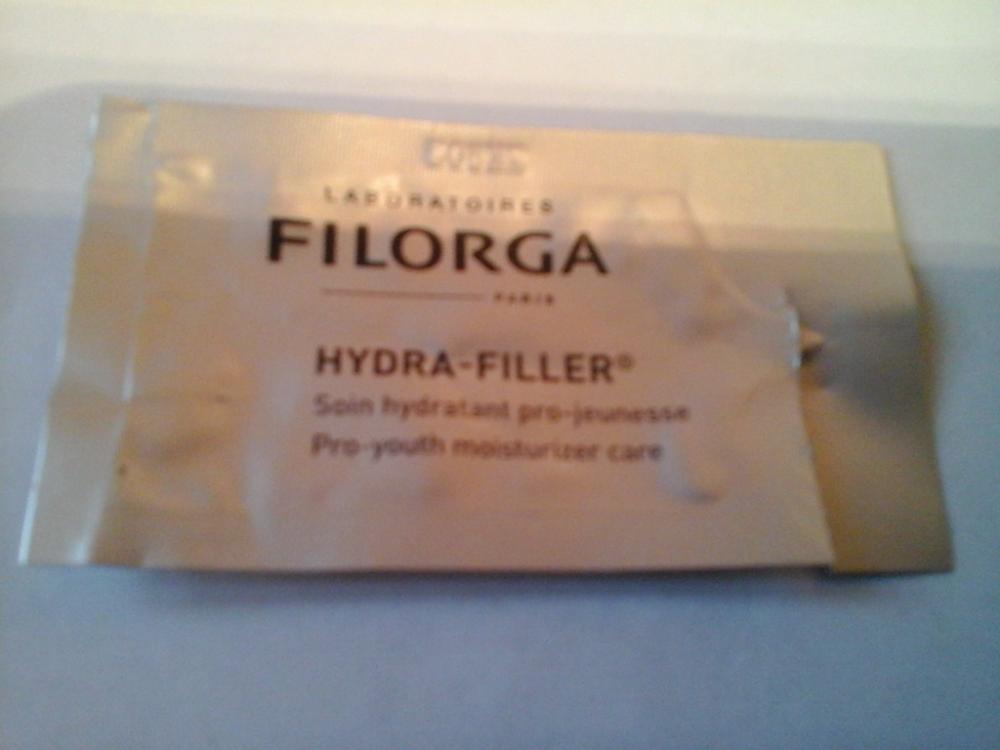 LABORATOIRES
FILORGA
PARIS
HYDRA-FILLER®
Soin hydratant pro-jeunesse
Pro-youth moisturizer care